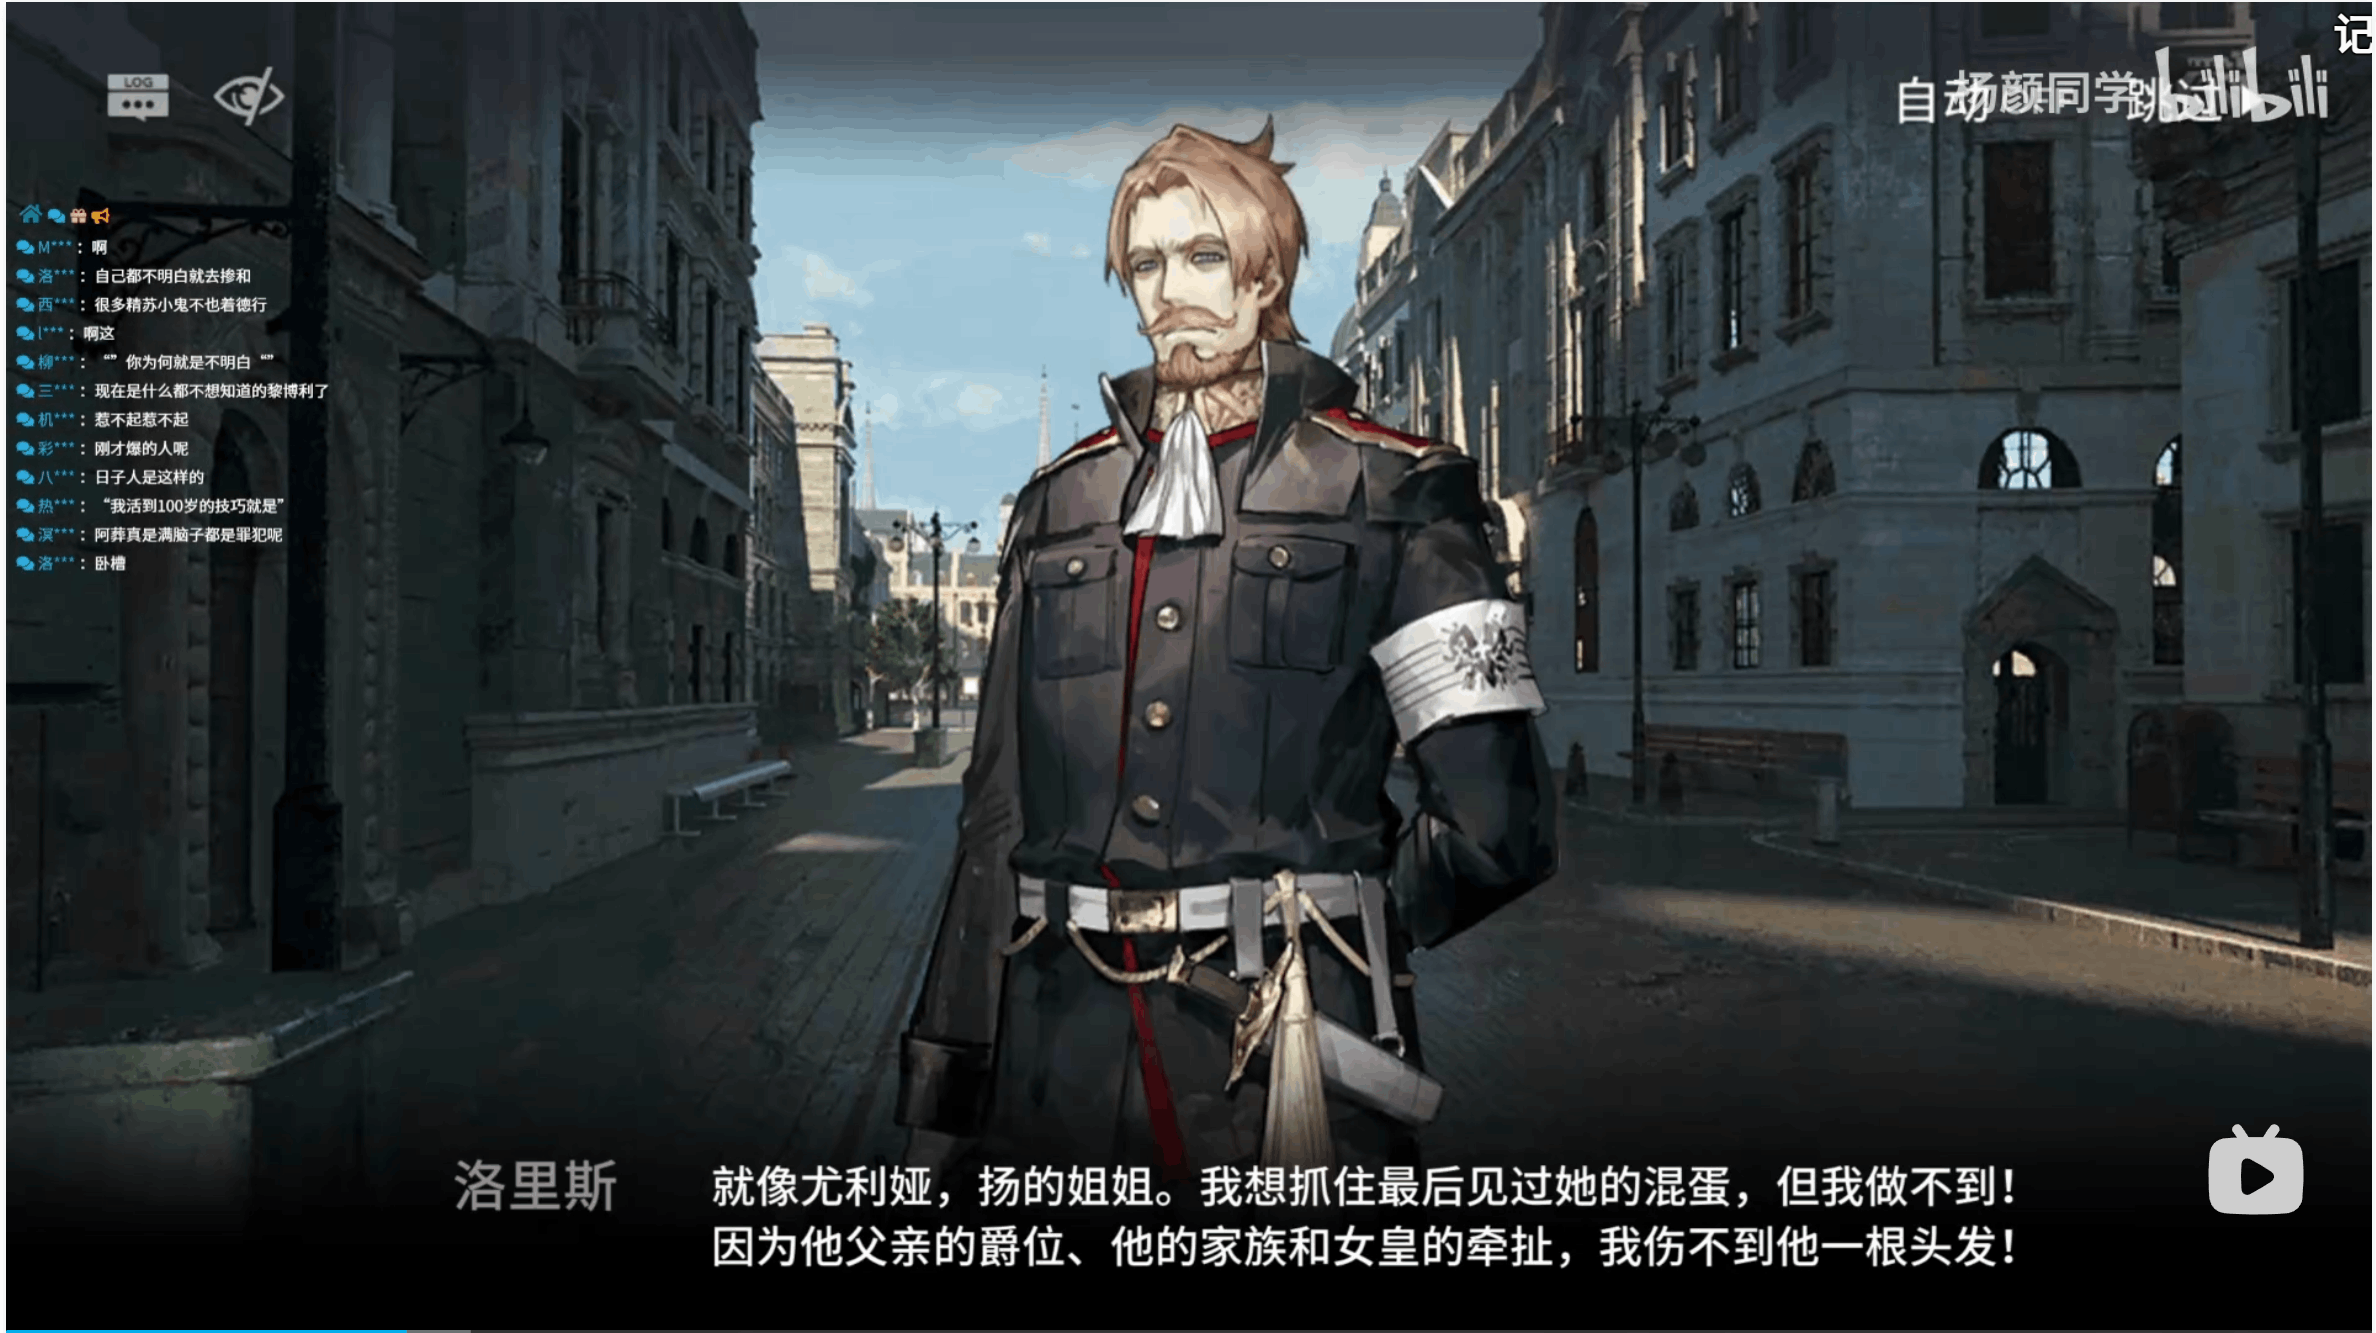 记
LOG
自动
杨颜同学
跳过
bilibili
M***：啊
洛***：自己都不明白就去掺和
西***：很多精苏小鬼不也着德行
l***：啊这
柳***：“”你为何就是不明白“”
三***：现在是什么都不想知道的黎博利了
机***：惹不起惹不起
彩***：刚才爆的人呢
八***：日子人是这样的
热***：“我活到100岁的技巧就是”
溟***：阿葬真是满脑子都是罪犯呢
洛***：卧槽
洛里斯
就像尤利娅，扬的姐姐。我想抓住最后见过她的混蛋，但我做不到！
因为他父亲的爵位、他的家族和女皇的牵扯，我伤不到他一根头发！